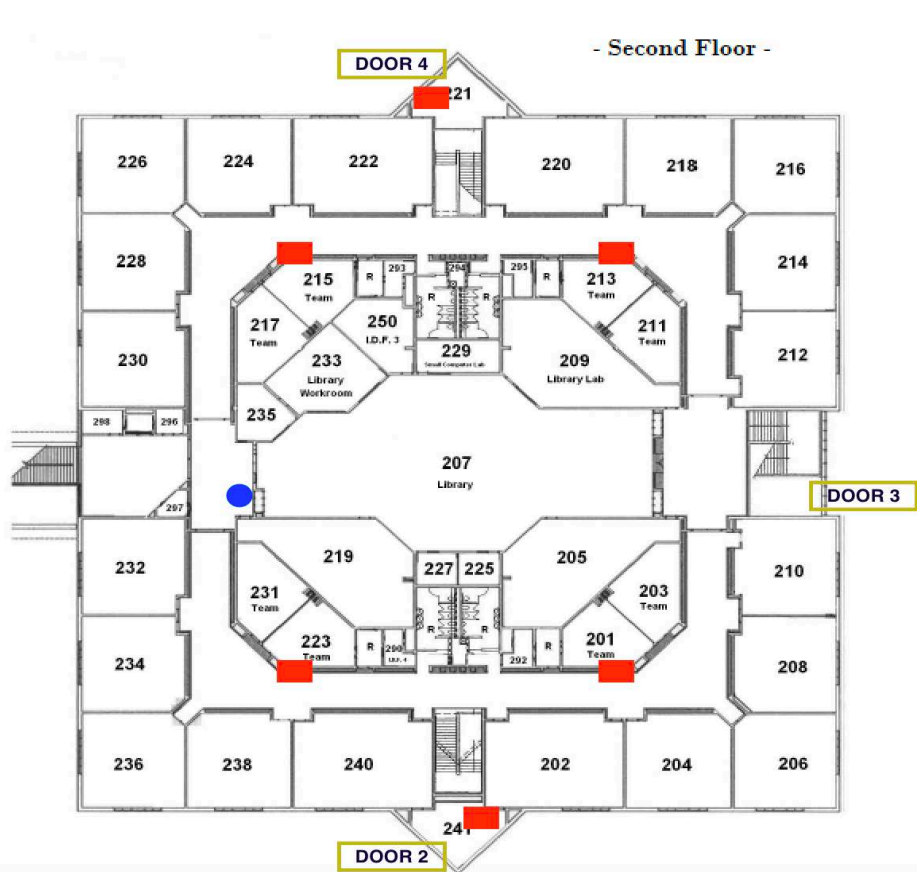 - Second Floor -
DOOR 4
221
226
224
222
220
218
216
228
214
215
Team
R
293
294
295
R
213
Team
R
R
217
Team
250
I.D.F. 3
211
Team
230
233
Library
Workroom
229
Small Computer Lab
209
Library Lab
212
235
298
296
207
Library
297
DOOR 3
232
219
227
225
205
210
231
Team
203
Team
223
Team
R
290
R
R
292
R
201
Team
234
208
236
238
240
202
204
206
241
DOOR 2